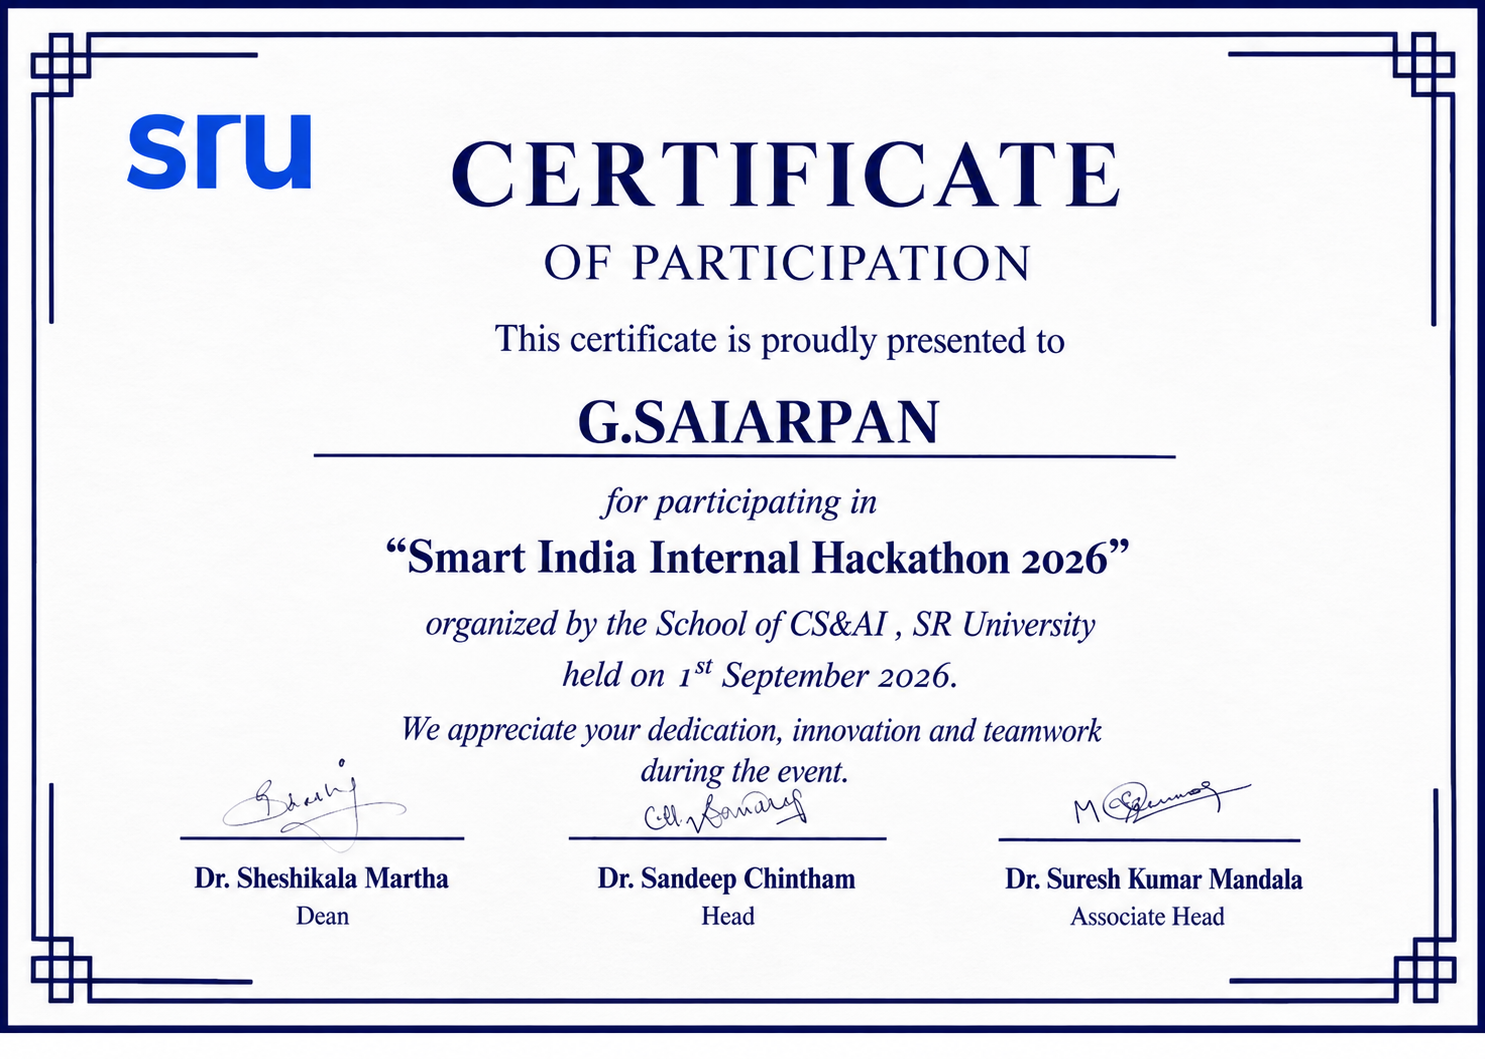 sru
CERTIFICATE
OF PARTICIPATION
This certificate is proudly presented to
G.SAIARPAN
for participating in
“Smart India Internal Hackathon 2026”
organized by the School of CS&AI , SR University
held on 1st September 2026.
We appreciate your dedication, innovation and teamwork
during the event.
Dr. Sheshikala Martha
Dean
Dr. Sandeep Chintham
Head
Dr. Suresh Kumar Mandala
Associate Head